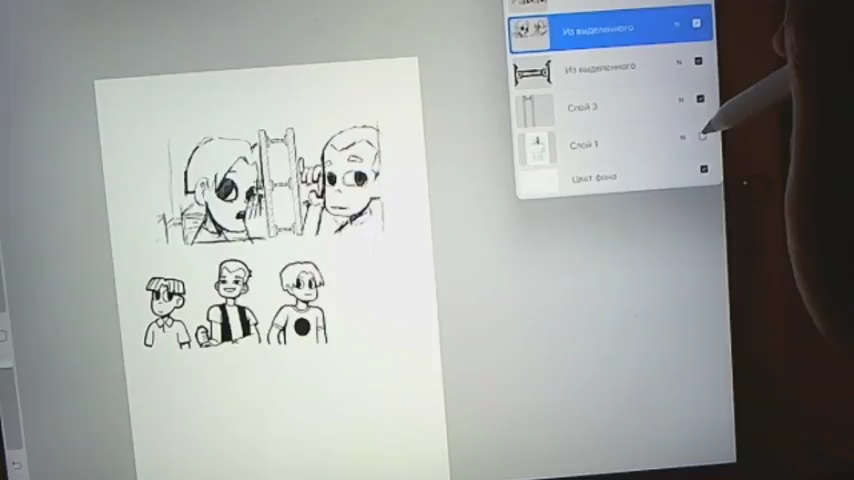 Из выделенного N
Из выделенного N
Слой 3 N
Слой 1 N
Цвет фона